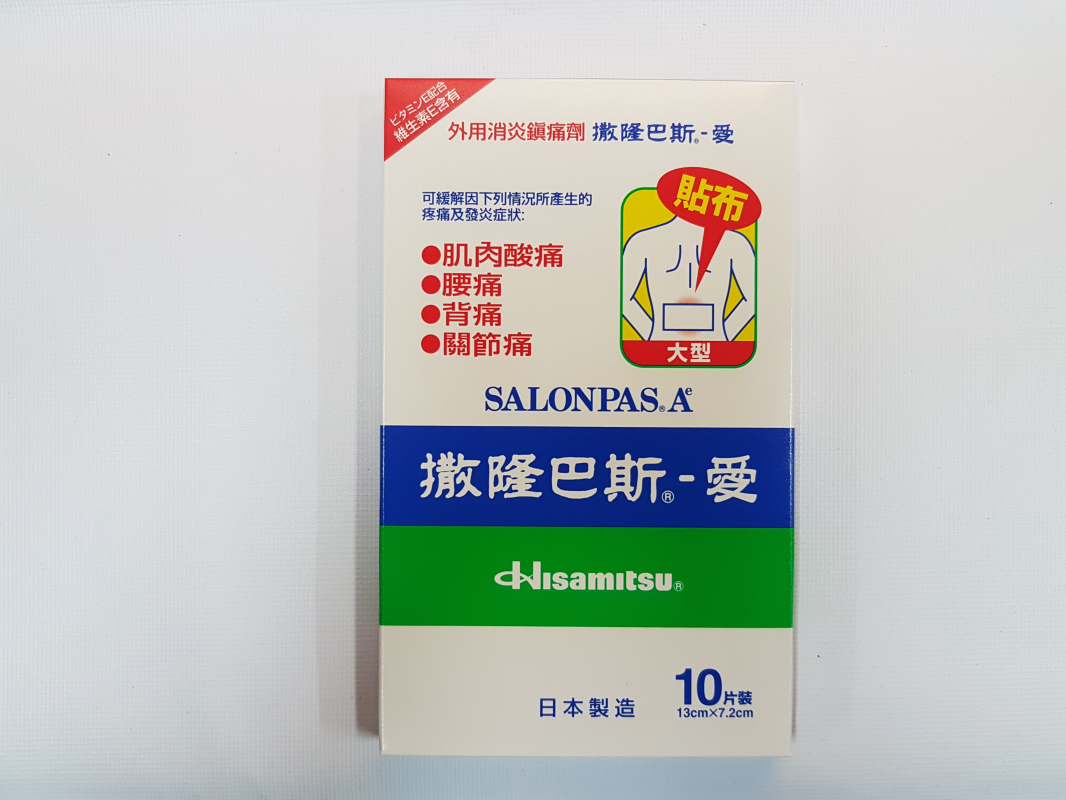 ビタミンE配合
維生素E含有
外用消炎鎮痛劑 撒隆巴斯®-愛
可緩解因下列情況所產生的
疼痛及發炎症狀:
●肌肉酸痛
●腰痛
●背痛
●關節痛
貼布
大型
SALONPAS®Ae
撒隆巴斯®-愛
Hisamitsu®
日本製造
10片裝
13cm×7.2cm